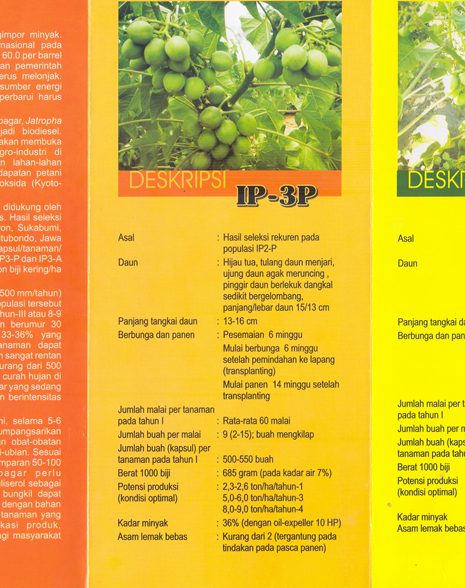 gimpor minyak.
nasional pada
60.0 per barrel
an pemerintah
erus melonjak.
sumber energi
perbarui harus
pagar, Jatropha
jadi biodiesel.
akan membuka
gro-industri di
n lahan-lahan
dapatan petani
oksida (Kyoto-
didukung oleh
s. Hasil seleksi
on, Sukabumi,
tubondo, Jawa
apsul/tanaman/
P3-P dan IP3-A
on biji kering/ha
500 mm/tahun)
opulasi tersebut
hun-III atau 8-9
n berumur 30
33-36% yang
anaman dapat
n sangat rentan
urang dari 500
curah hujan di
ar yang sedang
n berintensitas
ni, selama 5-6
umpangsarikan
n obat-obatan
i-ubian. Sesuai
mparan 50-100
bagar perlu
liserol sebagai
bungkil dapat
dengan bahan
tanaman yang
kasi produk,
gi masyarakat
DESKRIPSI IP-3P
Asal : Hasil seleksi rekuren pada
populasi IP2-P
Daun : Hijau tua, tulang daun menjari,
ujung daun agak meruncing ,
pinggir daun berlekuk dangkal
sedikit bergelombang,
panjang/lebar daun 15/13 cm
Panjang tangkai daun : 13-16 cm
Berbunga dan panen : Pesemaian 6 minggu
Mulai berbunga 6 minggu
setelah pemindahan ke lapang
(transplanting)
Mulai panen 14 minggu setelah
transplanting
Jumlah malai per tanaman
pada tahun I : Rata-rata 60 malai
Jumlah buah per malai : 9 (2-15); buah mengkilap
Jumlah buah (kapsul) per
tanaman pada tahun I : 500-550 buah
Berat 1000 biji : 685 gram (pada kadar air 7%)
Potensi produksi : 2,3-2,6 ton/ha/tahun-1
(kondisi optimal) 5,0-6,0 ton/ha/tahun-3
8,0-9,0 ton/ha/tahun-4
Kadar minyak : 36% (dengan oil-expeller 10 HP)
Asam lemak bebas : Kurang dari 2 (tergantung pada
tindakan pada pasca panen)
DESK
Asal
Daun
Panjang tangkai da
Berbunga dan pane
Jumlah malai per ta
pada tahun I
Jumlah buah per m
Jumlah buah (kaps
tanaman pada tahu
Berat 1000 biji
Potensi produksi
(kondisi optimal)
Kadar minyak
Asam lemak bebas